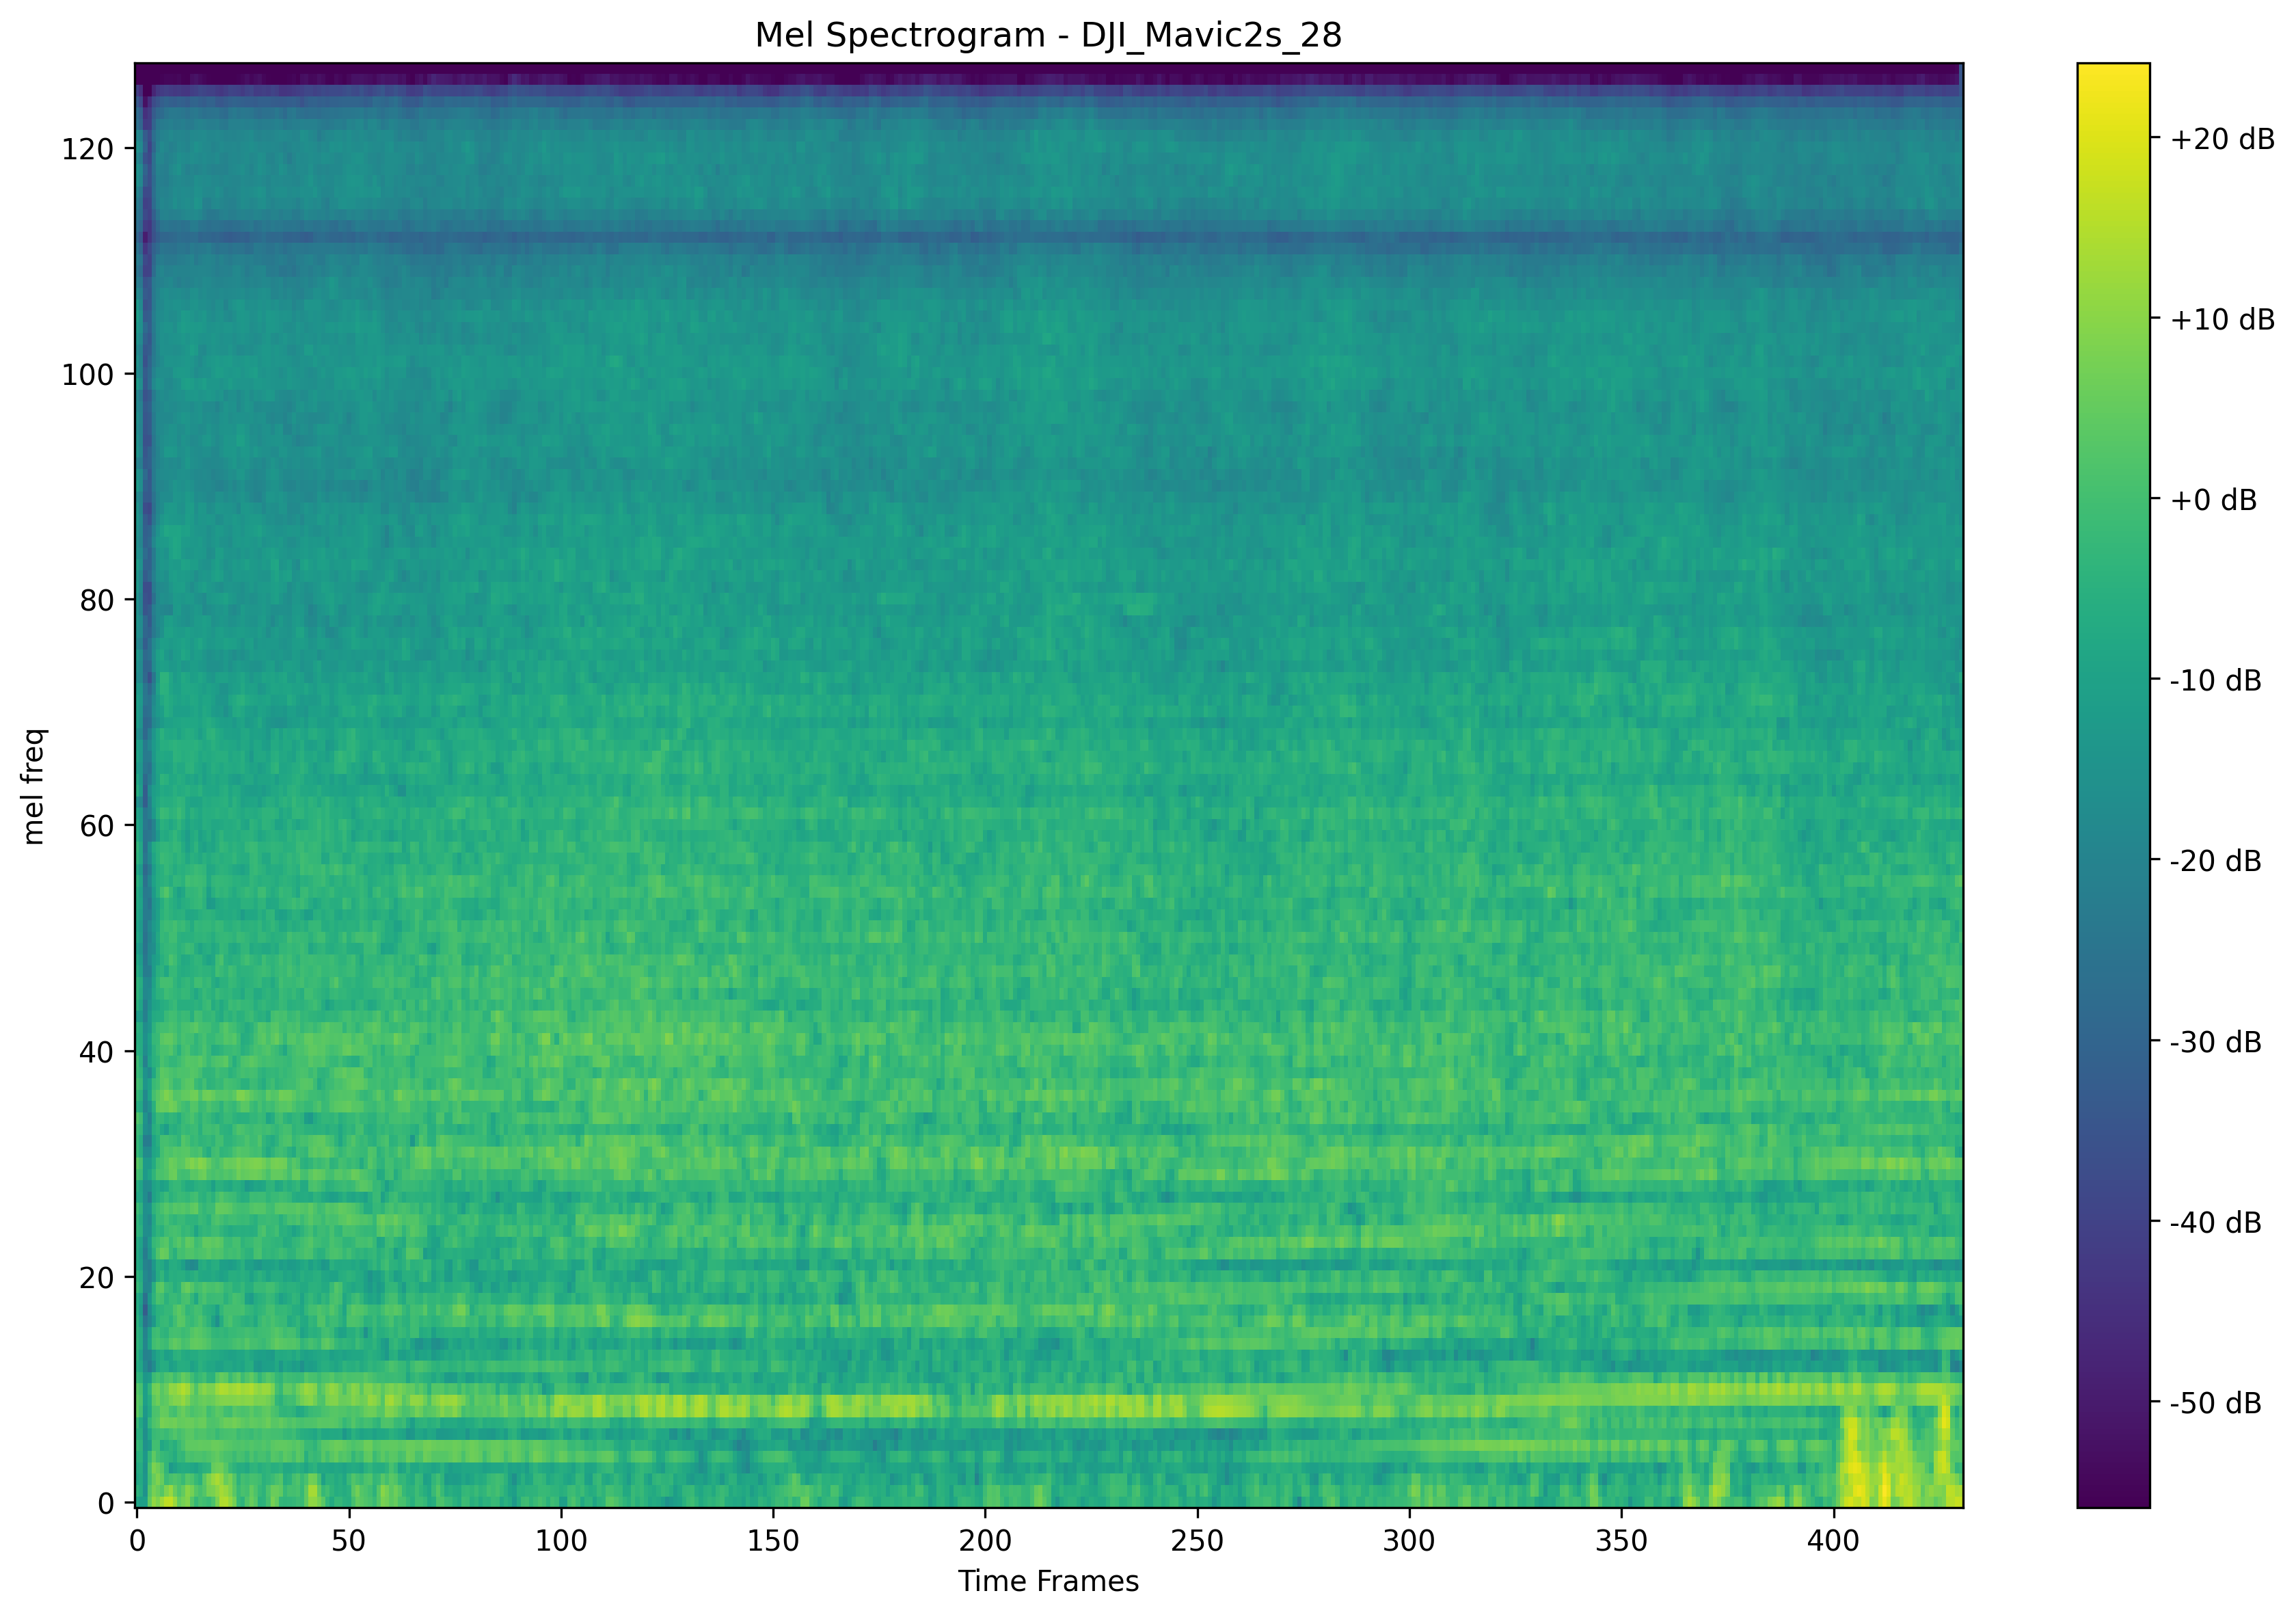 Mel Spectrogram - DJI_Mavic2s_28
mel freq
120
100
80
60
40
20
0
0 50 100 150 200 250 300 350 400
Time Frames
+20 dB
+10 dB
+0 dB
-10 dB
-20 dB
-30 dB
-40 dB
-50 dB